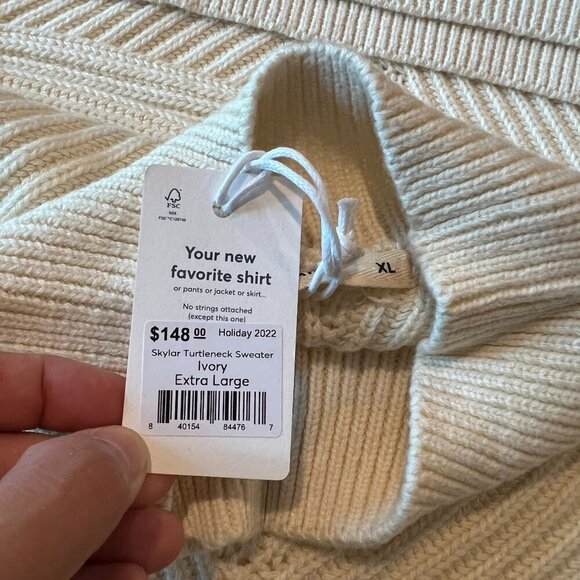 FSC
MIX
Your new
favorite shirt
or pants or jacket or skirt...
No strings attached
(except this one)
$148 00 Holiday 2022
Skylar Turtleneck Sweater
Ivory
Extra Large
8 40154 84476 7
XL